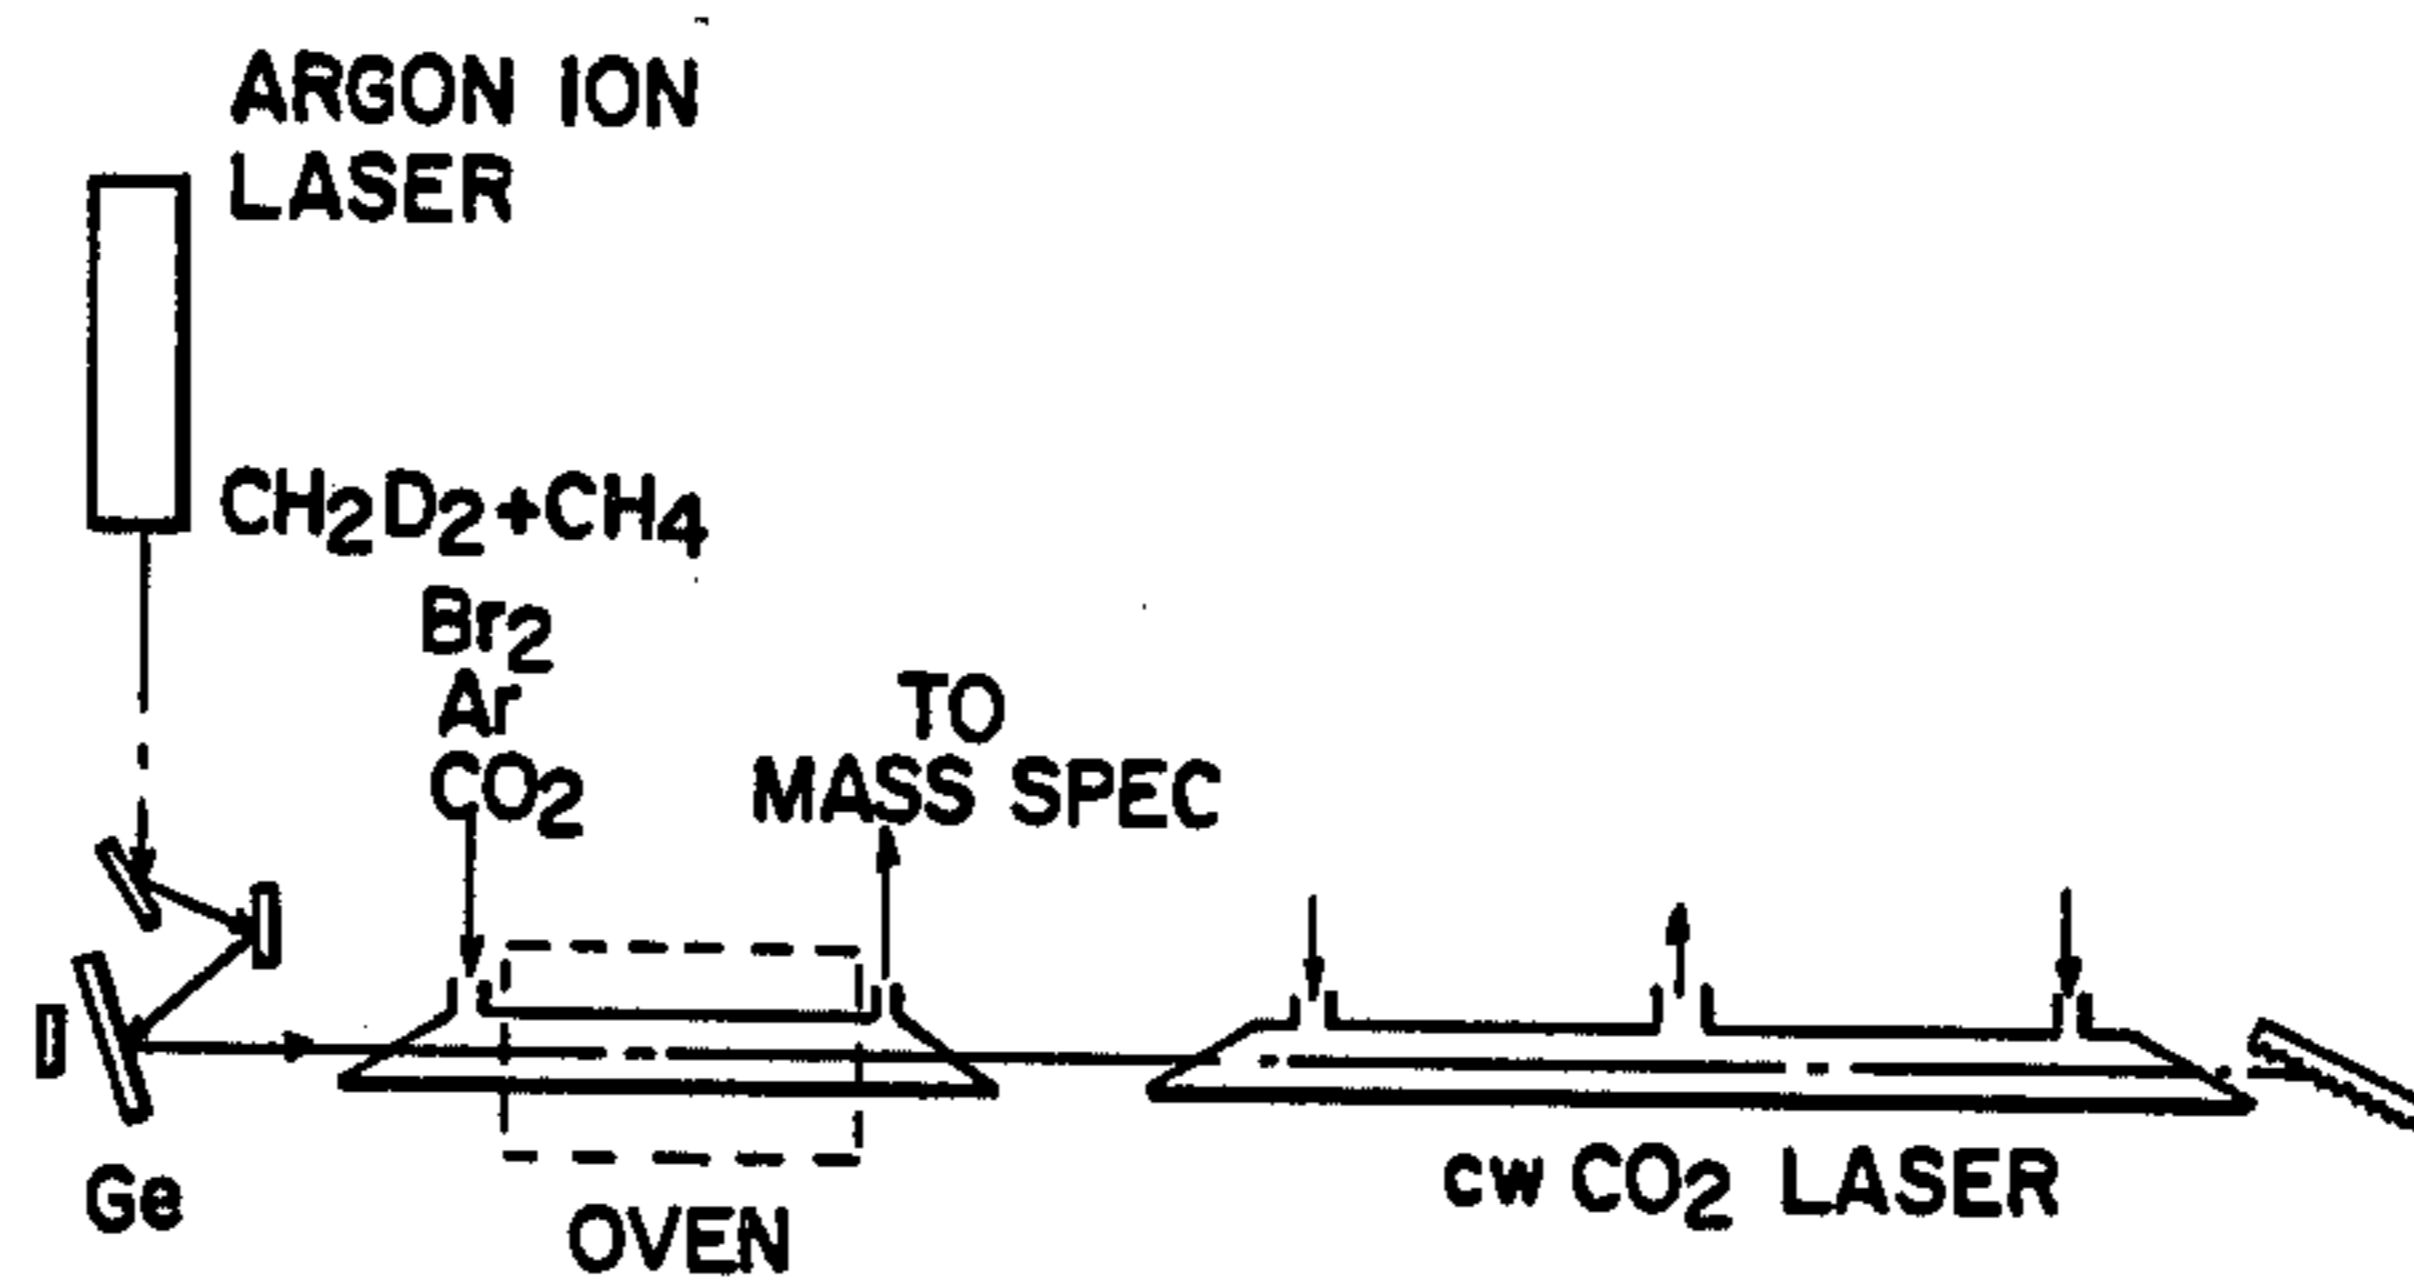 ARGON ION
LASER
CH2D2+CH4
Br2
Ar
CO2
TO
MASS SPEC
Ge
OVEN
cw CO2 LASER